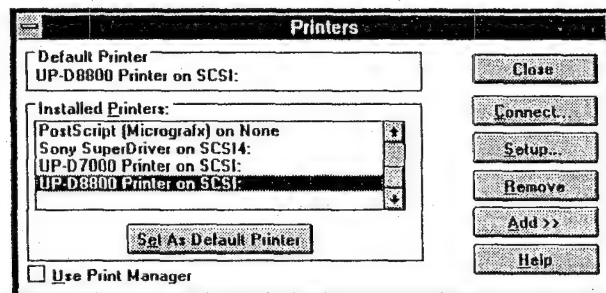 Printers
Default Printer
UP-D8800 Printer on SCSI:
Close
Installed Printers:
Connect...
PostScript (Micrografx) on None
Sony SuperDriver on SCSI4:
Setup...
UP-D7000 Printer on SCSI:
UP-D8800 Printer on SCSI:
Remove
Set As Default Printer
Add >>
Use Print Manager
Help